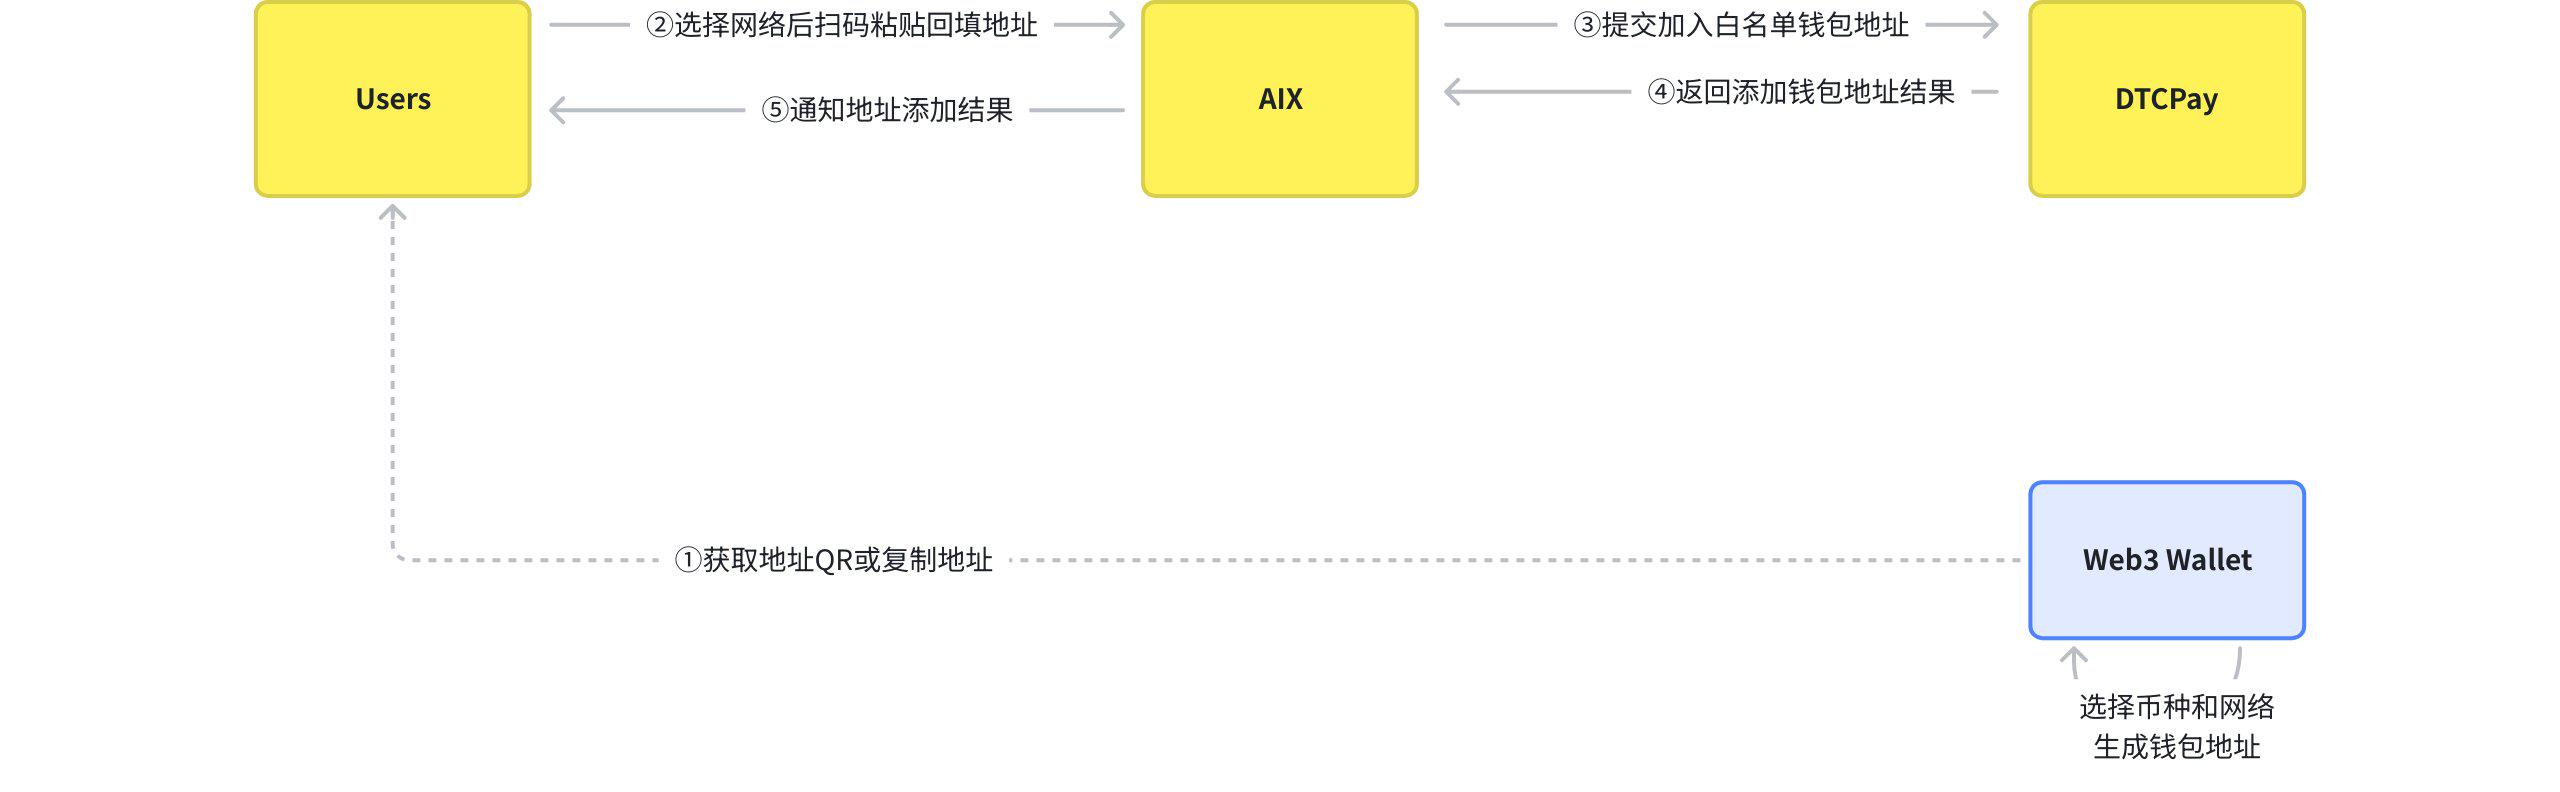 ②选择网络后扫码粘贴回填地址
③提交加入白名单钱包地址
Users
⑤通知地址添加结果
AIX
④返回添加钱包地址结果
DTCPay
①获取地址QR或复制地址
Web3 Wallet
选择币种和网络
生成钱包地址